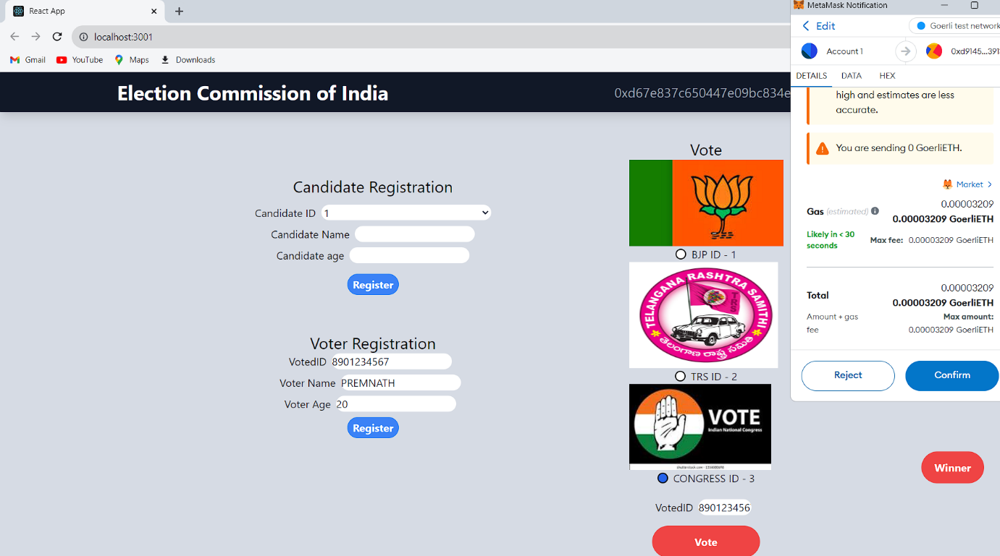 React App
localhost:3001
Gmail
YouTube
Maps
Downloads
Election Commission of India
0xd67e837c650447e09bc834e
Candidate Registration
Candidate ID 1
Candidate Name
Candidate age
Register
Voter Registration
VotedID 8901234567
Voter Name PREMNATH
Voter Age 20
Register
Vote
BJP ID - 1
TELANGANA RASHTRA SAMITHI
TRS
తెలంగాణ రాష్ట్ర సమితి
TRS ID - 2
VOTE
Indian National Congress
CONGRESS ID - 3
VotedID 890123456
Vote
Winner
MetaMask Notification
Edit
Goerli test network
Account 1
0xd9145...391
DETAILS DATA HEX
high and estimates are less
accurate.
You are sending 0 GoerliETH.
Market
0.00003209
Gas (estimated) 0.00003209 GoerliETH
Likely in < 30
seconds
Max fee: 0.00003209 GoerliETH
0.00003209
Total 0.00003209 GoerliETH
Amount + gas
fee
Max amount:
0.00003209 GoerliETH
Reject Confirm